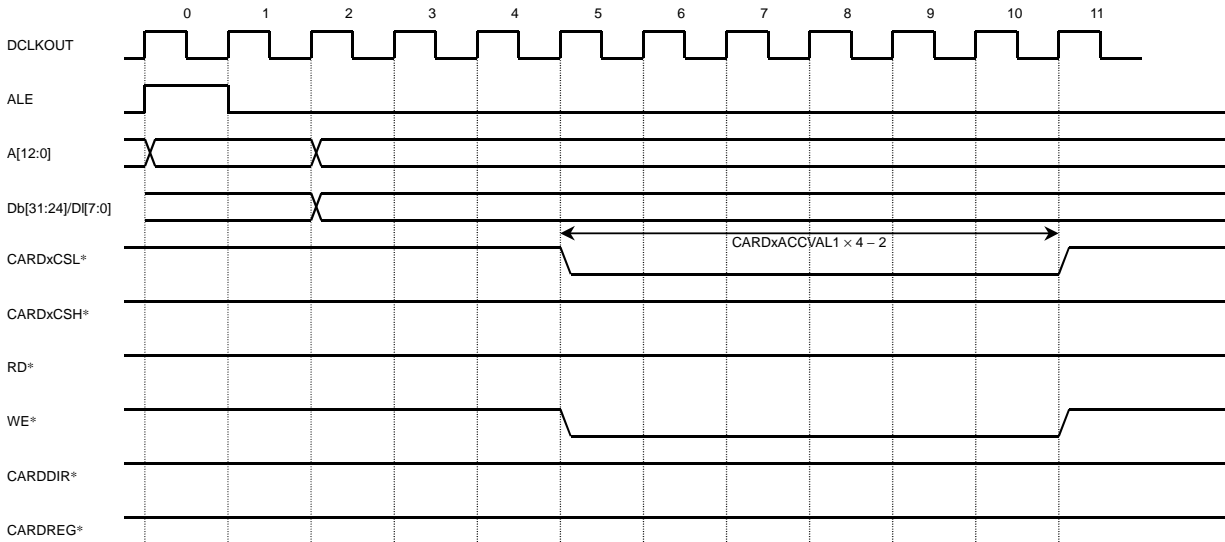 0 1 2 3 4 5 6 7 8 9 10 11
DCLKOUT
ALE
A[12:0]
Db[31:24]/Dl[7:0]
CARDxACCVAL1 × 4 – 2
CARDxCSL*
CARDxCSH*
RD*
WE*
CARDDIR*
CARDREG*